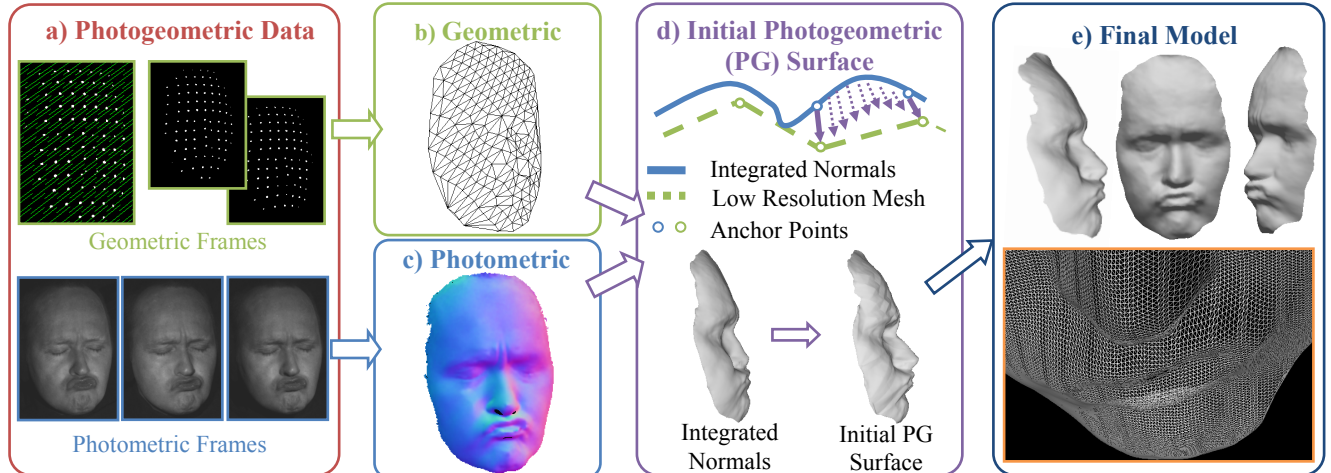 a) Photogeometric Data
Geometric Frames
Photometric Frames
b) Geometric
c) Photometric
d) Initial Photogeometric
(PG) Surface
Integrated Normals
Low Resolution Mesh
Anchor Points
Integrated
Normals
Initial PG
Surface
e) Final Model